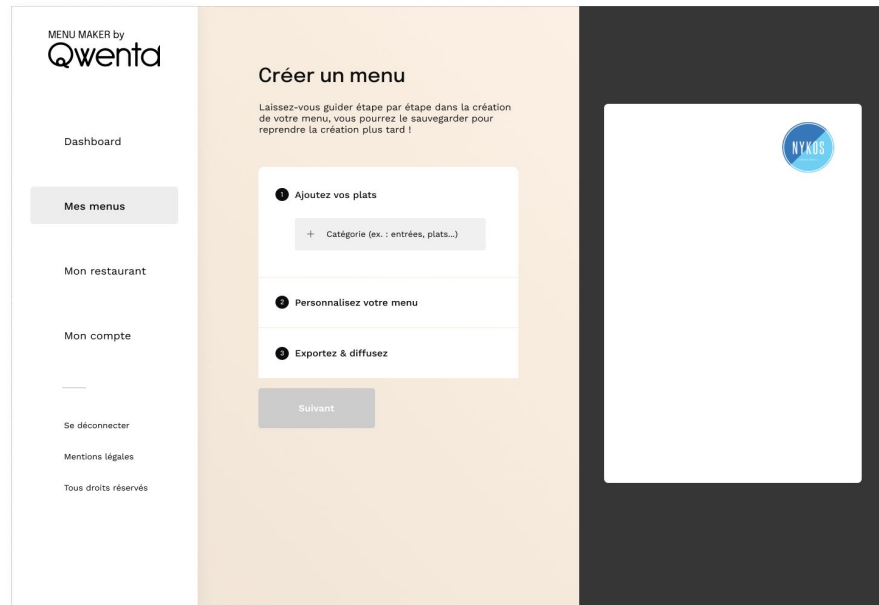 MENU MAKER by
Qwenta
Dashboard
Mes menus
Mon restaurant
Mon compte
Se déconnecter
Mentions légales
Tous droits réservés
Créer un menu
Laissez-vous guider étape par étape dans la création
de votre menu, vous pourrez le sauvegarder pour
reprendre la création plus tard !
1 Ajoutez vos plats
+ Catégorie (ex. : entrées, plats...)
2 Personnalisez votre menu
3 Exportez & diffusez
Suivant
NYKOS